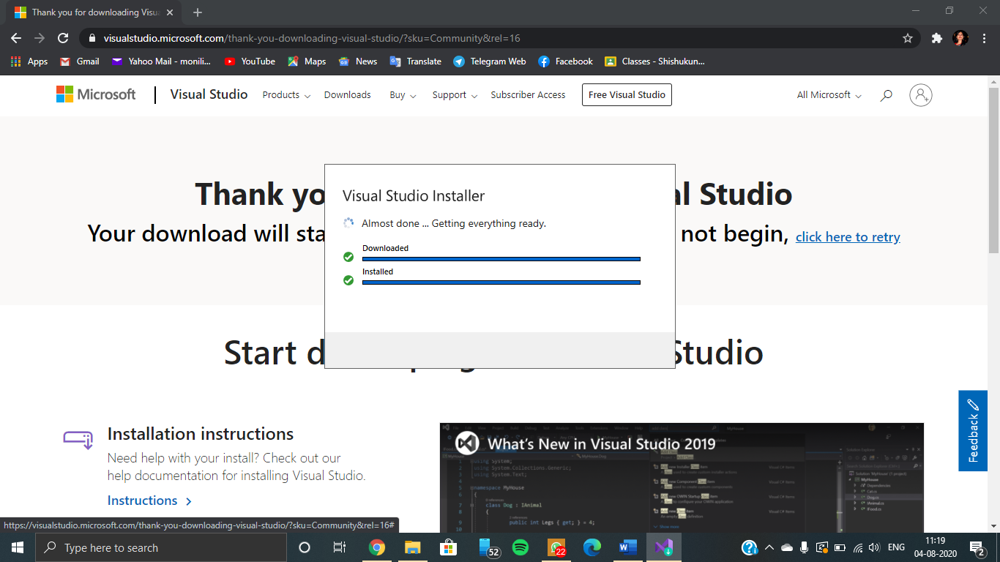 Thank you for downloading Visu
visualstudio.microsoft.com/thank-you-downloading-visual-studio/?sku=Community&rel=16
Apps Gmail Yahoo Mail - monili... YouTube Maps News Translate Telegram Web Facebook Classes - Shishukun...
Microsoft Visual Studio Products Downloads Buy Support Subscriber Access Free Visual Studio All Microsoft
Thank yo al Studio
Your download will sta not begin, click here to retry
Visual Studio Installer
Almost done ... Getting everything ready.
Downloaded
Installed
Start d Studio
Feedback
Installation instructions
Need help with your install? Check out our
help documentation for installing Visual Studio.
Instructions
What's New in Visual Studio 2019
using System;
using System.Collections.Generic;
using System.Text;
namespace MyHouse
{
class Dog : IAnimal
{
public int Legs { get; } = 4;
https://visualstudio.microsoft.com/thank-you-downloading-visual-studio/?sku=Community&rel=16#
Type here to search
52
22
ENG
11:19
04-08-2020
2